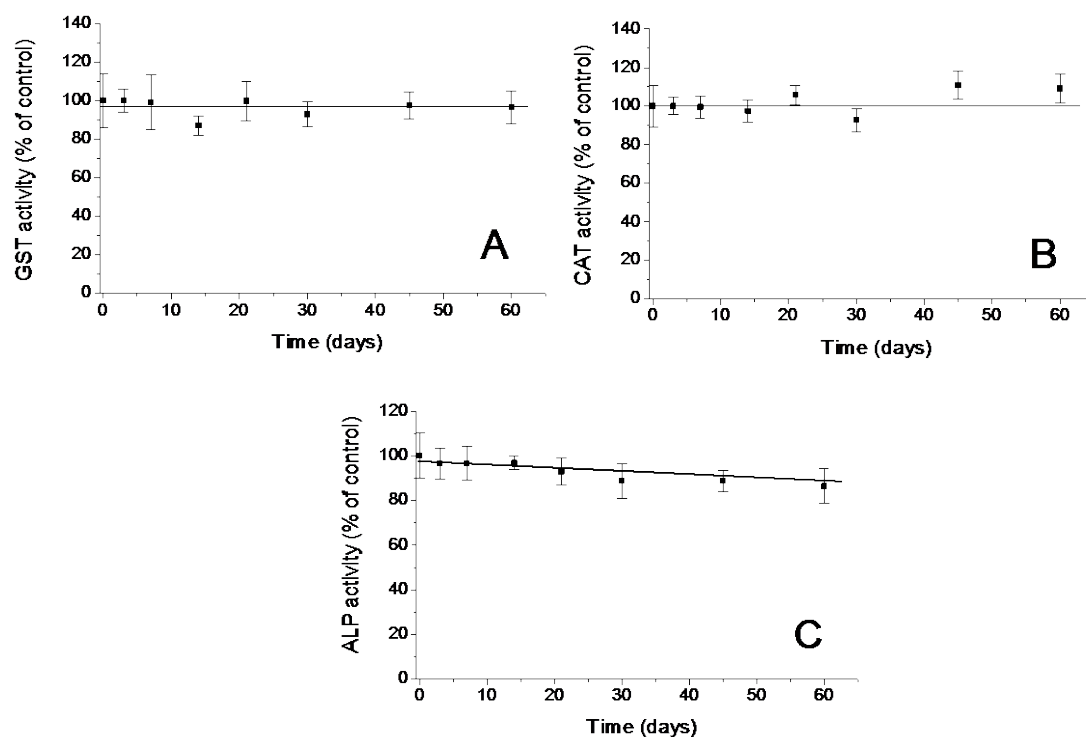 GST activity (% of control)
140
120
100
80
60
40
20
0
A
0 10 20 30 40 50 60
Time (days)
CAT activity (% of control)
140
120
100
80
60
40
20
0
B
0 10 20 30 40 50 60
Time (days)
ALP activity (% of control)
120
100
80
60
40
20
0
C
0 10 20 30 40 50 60
Time (days)